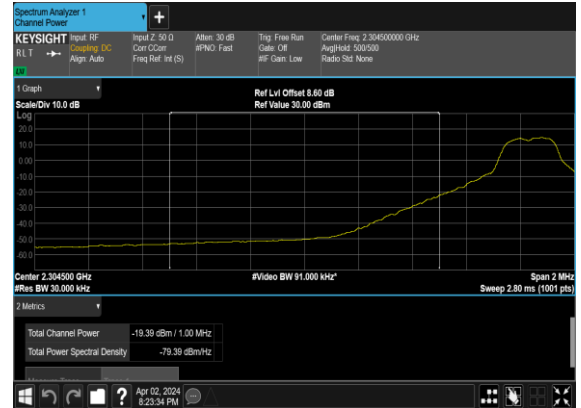 Spectrum Analyzer 1
Channel Power
+
KEYSIGHT
RLT
Input: RF
Coupling: DC
Align: Auto
Input Z: 50 Ω
Corr CCorr
Freq Ref: Int (S)
Atten: 30 dB
#PNO: Fast
Trig: Free Run
Gate: Off
#IF Gain: Low
Center Freq: 2.304500000 GHz
Avg|Hold: 500/500
Radio Std: None
1 Graph
Scale/Div 10.0 dB
Ref Lvl Offset 8.60 dB
Ref Value 30.00 dBm
Log
20.0
10.0
0.00
-10.0
-20.0
-30.0
-40.0
-50.0
-60.0
Center 2.304500 GHz
#Res BW 30.000 kHz
#Video BW 91.000 kHz*
Span 2 MHz
Sweep 2.80 ms (1001 pts)
2 Metrics
Total Channel Power -19.39 dBm / 1.00 MHz
Total Power Spectral Density -79.39 dBm/Hz
?
Apr 02, 2024
8:23:34 PM